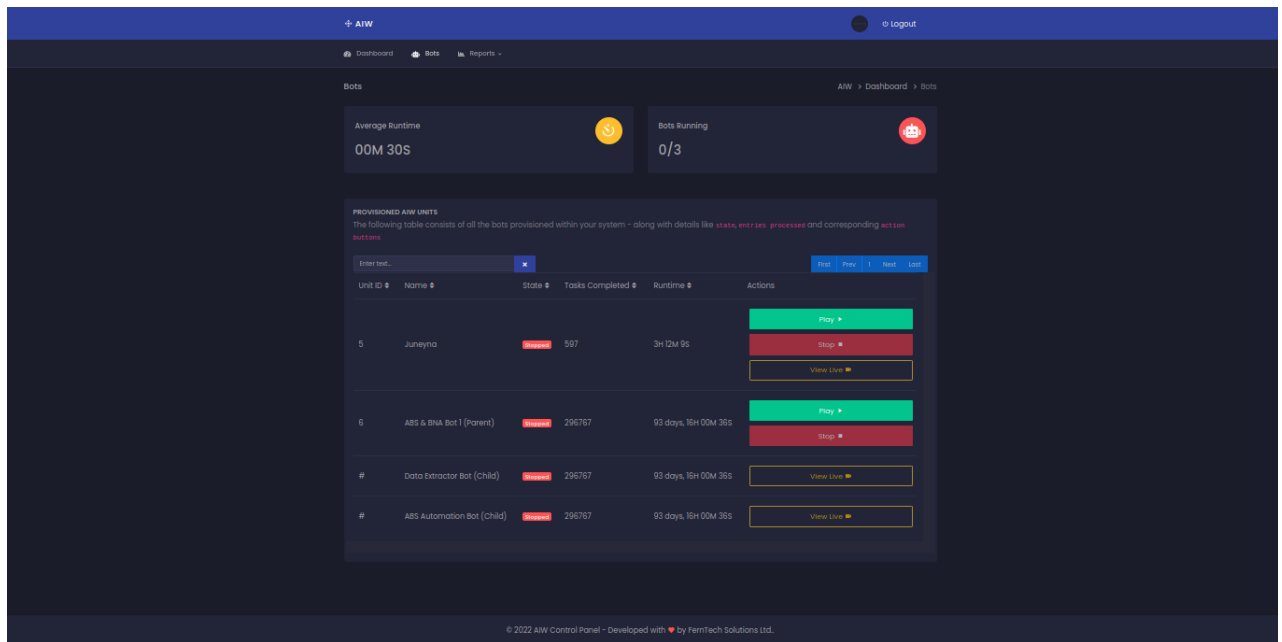 AIW
Logout
Dashboard Bots Reports
Bots
AIW > Dashboard > Bots
Average Runtime
00M 30S
Bots Running
0/3
PROVISIONED AIW UNITS
The following table consists of all the bots provisioned within your system - along with details like state, entries processed and corresponding action
buttons
Enter text... × First Prev 1 Next Last
Unit ID Name State Tasks Completed Runtime Actions
5 Juneyna Stopped 597 3H 12M 9S
Play
Stop
View Live
6 ABS & BNA Bot 1 (Parent) Stopped 296767 93 days, 16H 00M 36S
Play
Stop
# Data Extractor Bot (Child) Stopped 296767 93 days, 16H 00M 36S View Live
# ABS Automation Bot (Child) Stopped 296767 93 days, 16H 00M 36S View Live
© 2022 AIW Control Panel - Developed with ♥ by FemTech Solutions Ltd..